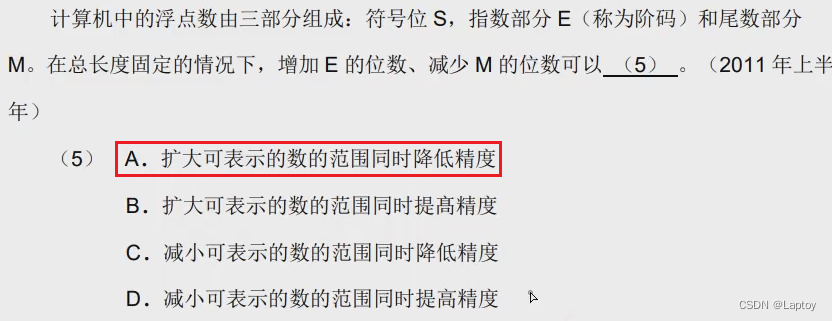 计算机中的浮点数由三部分组成：符号位 S，指数部分 E（称为阶码）和尾数部分
M。在总长度固定的情况下，增加 E 的位数、减少 M 的位数可以 （5） 。（2011 年上半
年）
（5） A．扩大可表示的数的范围同时降低精度
B．扩大可表示的数的范围同时提高精度
C．减小可表示的数的范围同时降低精度
D．减小可表示的数的范围同时提高精度
CSDN @Laptoy